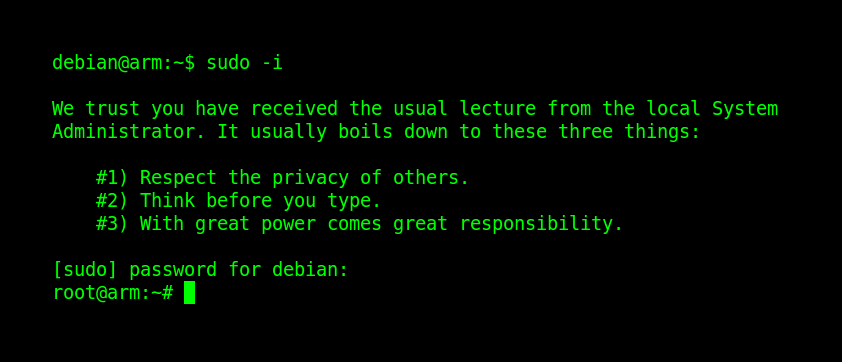 debian@arm:~$ sudo -i
We trust you have received the usual lecture from the local System
Administrator. It usually boils down to these three things:
#1) Respect the privacy of others.
#2) Think before you type.
#3) With great power comes great responsibility.
[sudo] password for debian:
root@arm:~#